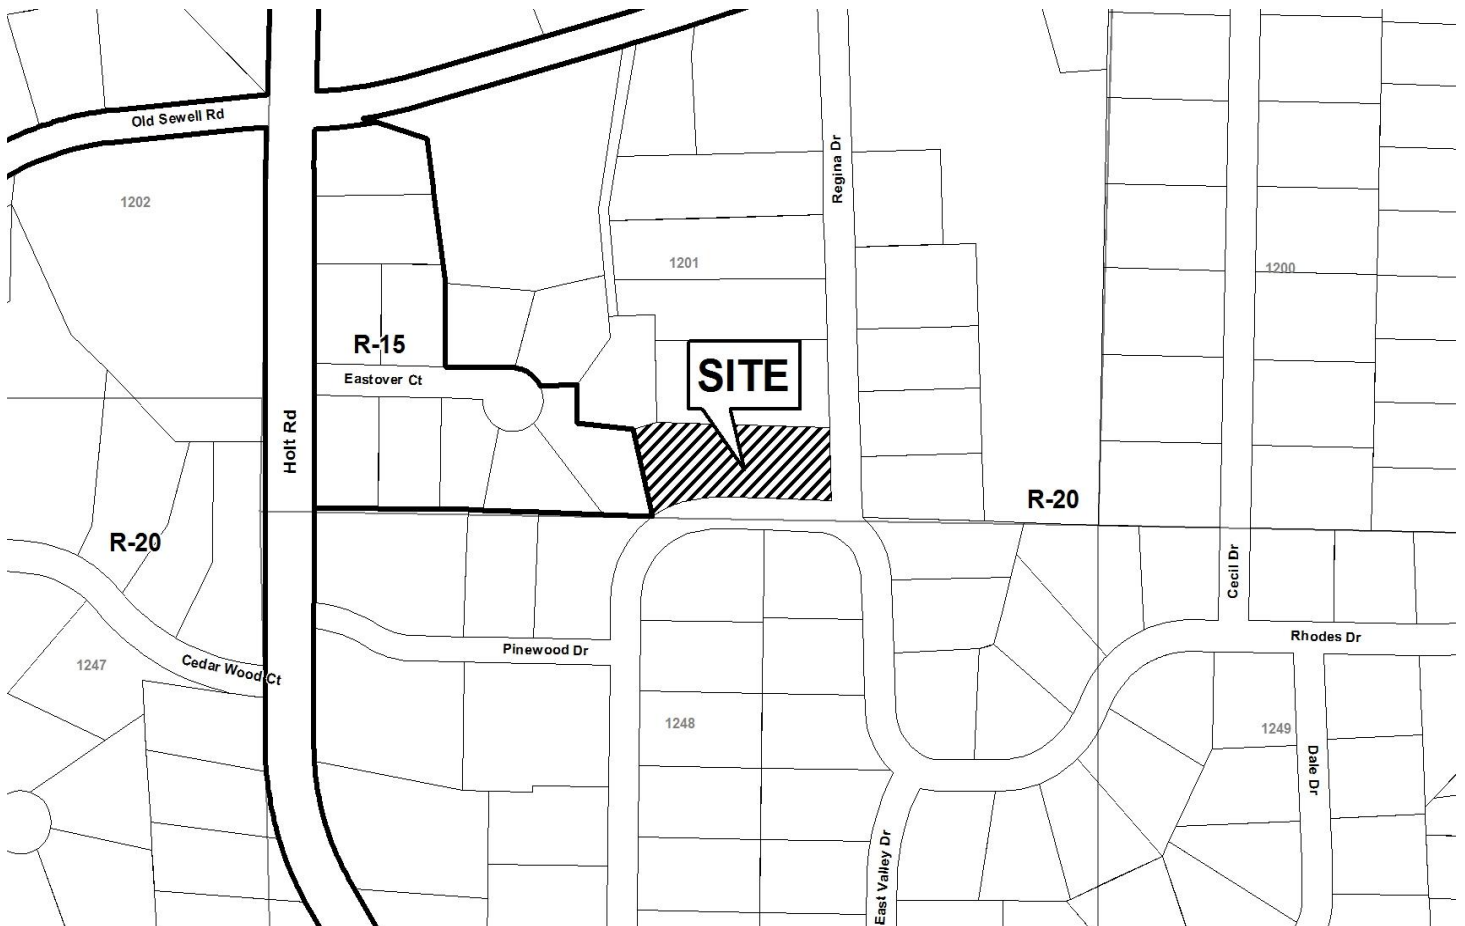 Old Sewell Rd
Regina Dr
1202
1201
1200
R-15
SITE
Eastover Ct
Holt Rd
R-20
R-20
Cecil Dr
Rhodes Dr
Pinewood Dr
1247
Cedar Wood Ct
1248
1249
Dale Dr
East Valley Dr